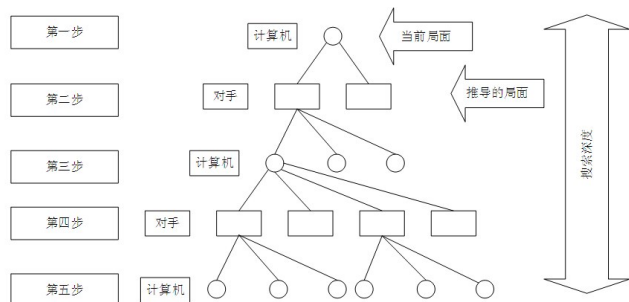 第一步
计算机
当前局面
第二步
对手
推导的局面
第三步
计算机
搜索深度
第四步
对手
第五步
计算机